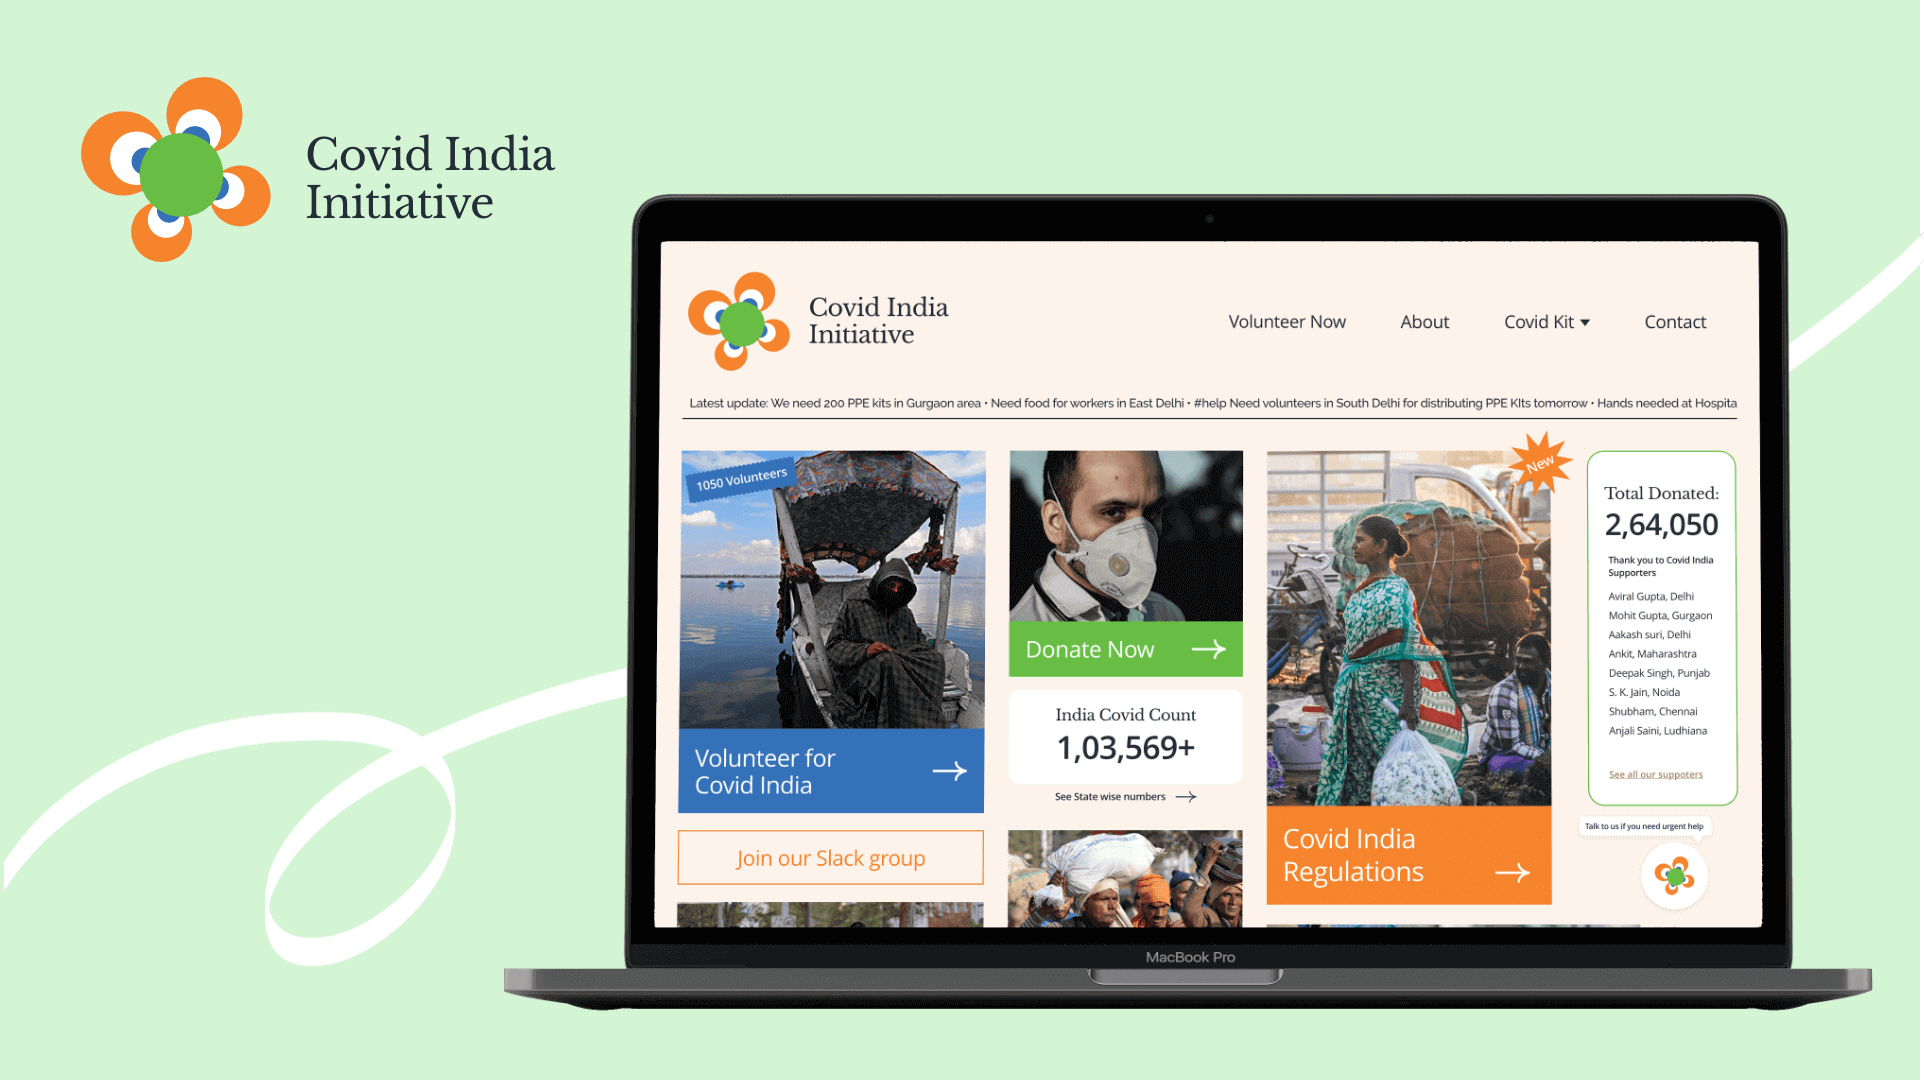 Covid India
Initiative
Covid India
Initiative
Volunteer Now
About
Covid Kit
Contact
Latest update: We need 200 PPE kits in Gurgaon area • Need food for workers in East Delhi • #help Need volunteers in South Delhi for distributing PPE KIts tomorrow • Hands needed at Hospita
1050 Volunteers
Volunteer for
Covid India
Join our Slack group
Donate Now
India Covid Count
1,03,569+
See State wise numbers
New
Covid India
Regulations
Total Donated:
2,64,050
Thank you to Covid India
Supporters
Aviral Gupta, Delhi
Mohit Gupta, Gurgaon
Aakash suri, Delhi
Ankit, Maharashtra
Deepak Singh, Punjab
S. K. Jain, Noida
Shubham, Chennai
Anjali Saini, Ludhiana
See all our suppoters
Talk to us if you need urgent help
MacBook Pro